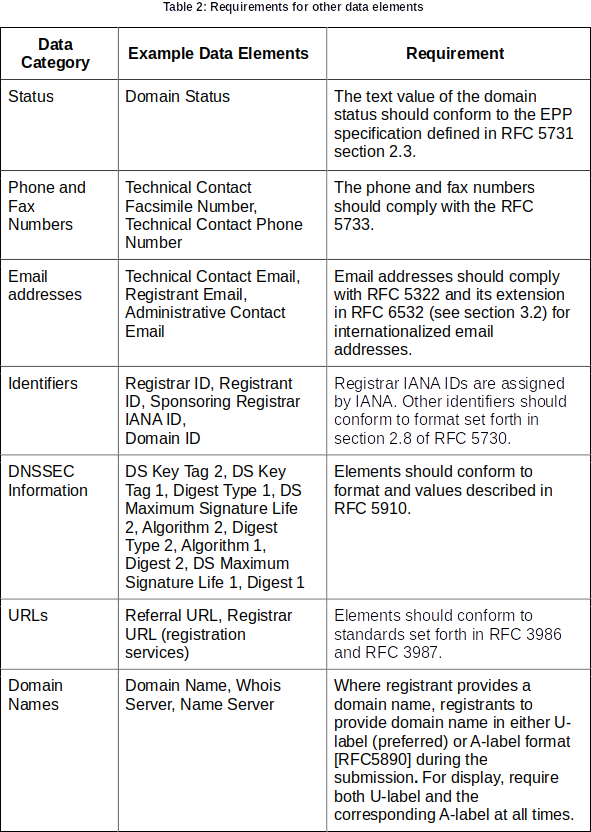 Table 2: Requirements for other data elements
Data
Category
Example Data Elements
Requirement
Status
Domain Status
The text value of the domain
status should conform to the EPP
specification defined in RFC 5731
section 2.3.
Phone and
Fax
Numbers
Technical Contact
Facsimile Number,
Technical Contact Phone
Number
The phone and fax numbers
should comply with the RFC
5733.
Email
addresses
Technical Contact Email,
Registrant Email,
Administrative Contact
Email
Email addresses should comply
with RFC 5322 and its extension
in RFC 6532 (see section 3.2) for
internationalized email
addresses.
Identifiers
Registrar ID, Registrant
ID, Sponsoring Registrar
IANA ID,
Domain ID
Registrar IANA IDs are assigned
by IANA. Other identifiers should
conform to format set forth in
section 2.8 of RFC 5730.
DNSSEC
Information
DS Key Tag 2, DS Key
Tag 1, Digest Type 1, DS
Maximum Signature Life
2, Algorithm 2, Digest
Type 2, Algorithm 1,
Digest 2, DS Maximum
Signature Life 1, Digest 1
Elements should conform to
format and values described in
RFC 5910.
URLs
Referral URL, Registrar
URL (registration
services)
Elements should conform to
standards set forth in RFC 3986
and RFC 3987.
Domain
Names
Domain Name, Whois
Server, Name Server
Where registrant provides a
domain name, registrants to
provide domain name in either U-
label (preferred) or A-label format
[RFC5890] during the
submission. For display, require
both U-label and the
corresponding A-label at all times.